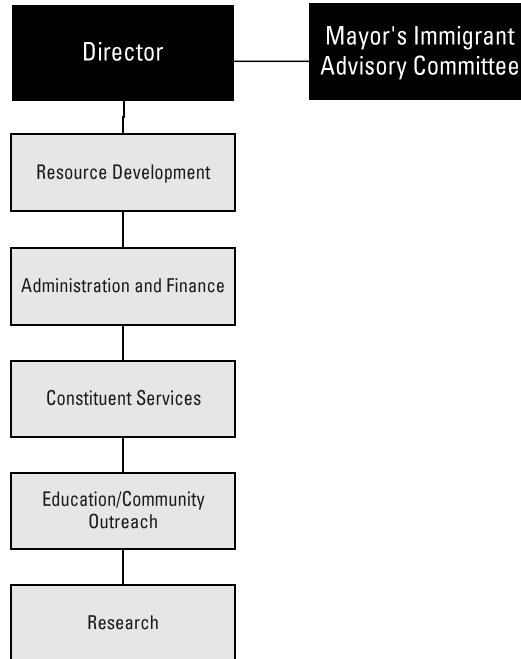 Director
Mayor's Immigrant
Advisory Committee
Resource Development
Administration and Finance
Constituent Services
Education/Community
Outreach
Research